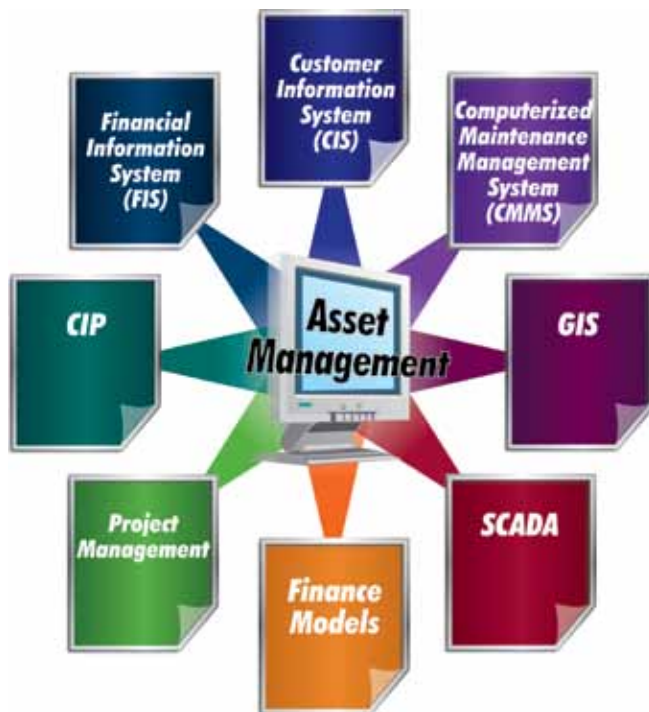 Customer
Information
System
(CIS)
Financial
Information
System
(FIS)
Computerized
Maintenance
Management
System
(CMMS)
CIP
Asset
Management
GIS
Project
Management
Finance
Models
SCADA